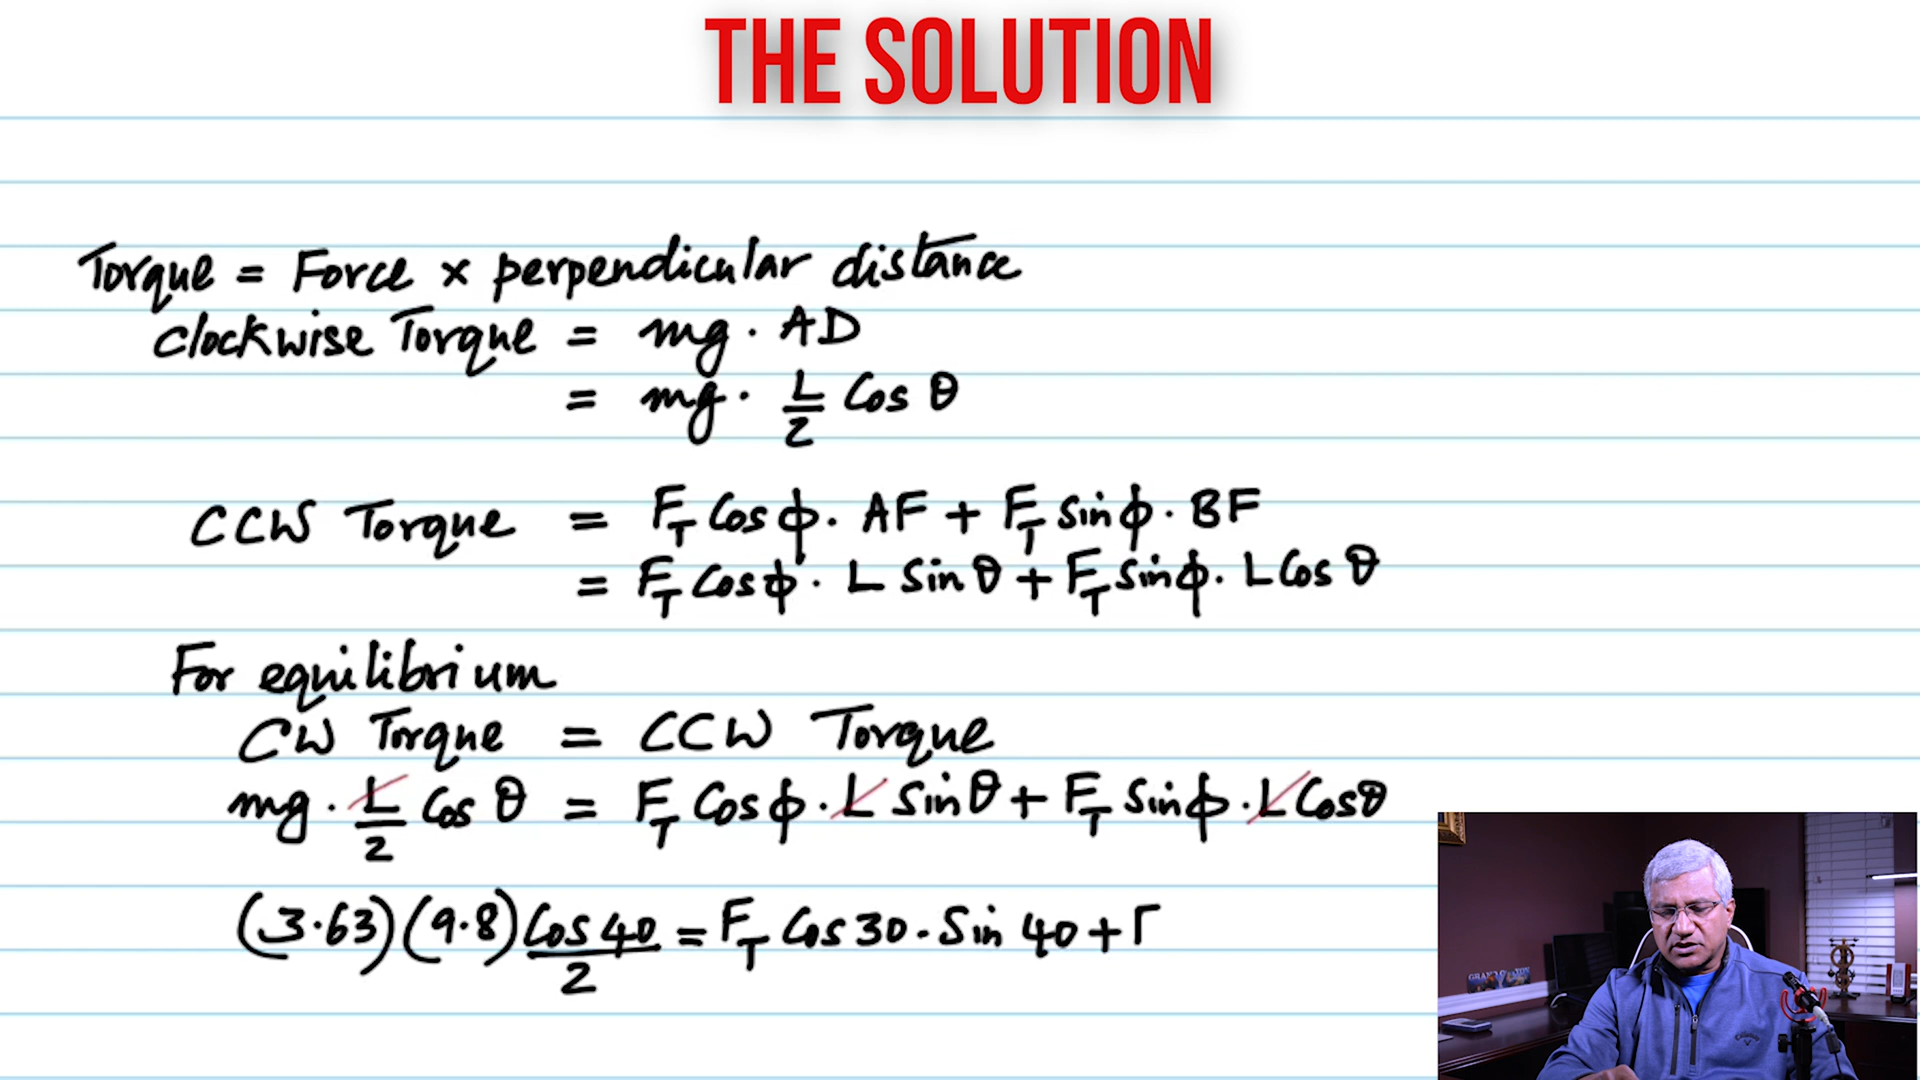 THE SOLUTION
Torque = Force × perpendicular distance
Clockwise Torque = mg · AD
= mg · L/2 Cos θ
CCW Torque = F_T Cos ϕ · AF + F_T Sin ϕ · BF
= F_T Cos ϕ · L Sin θ + F_T Sin ϕ · L Cos θ
For equilibrium
CW Torque = CCW Torque
mg · L/2 Cos θ = F_T Cos ϕ · L Sin θ + F_T Sin ϕ · L Cos θ
(3.63)(9.8) Cos 40/2 = F_T Cos 30 · Sin 40 +